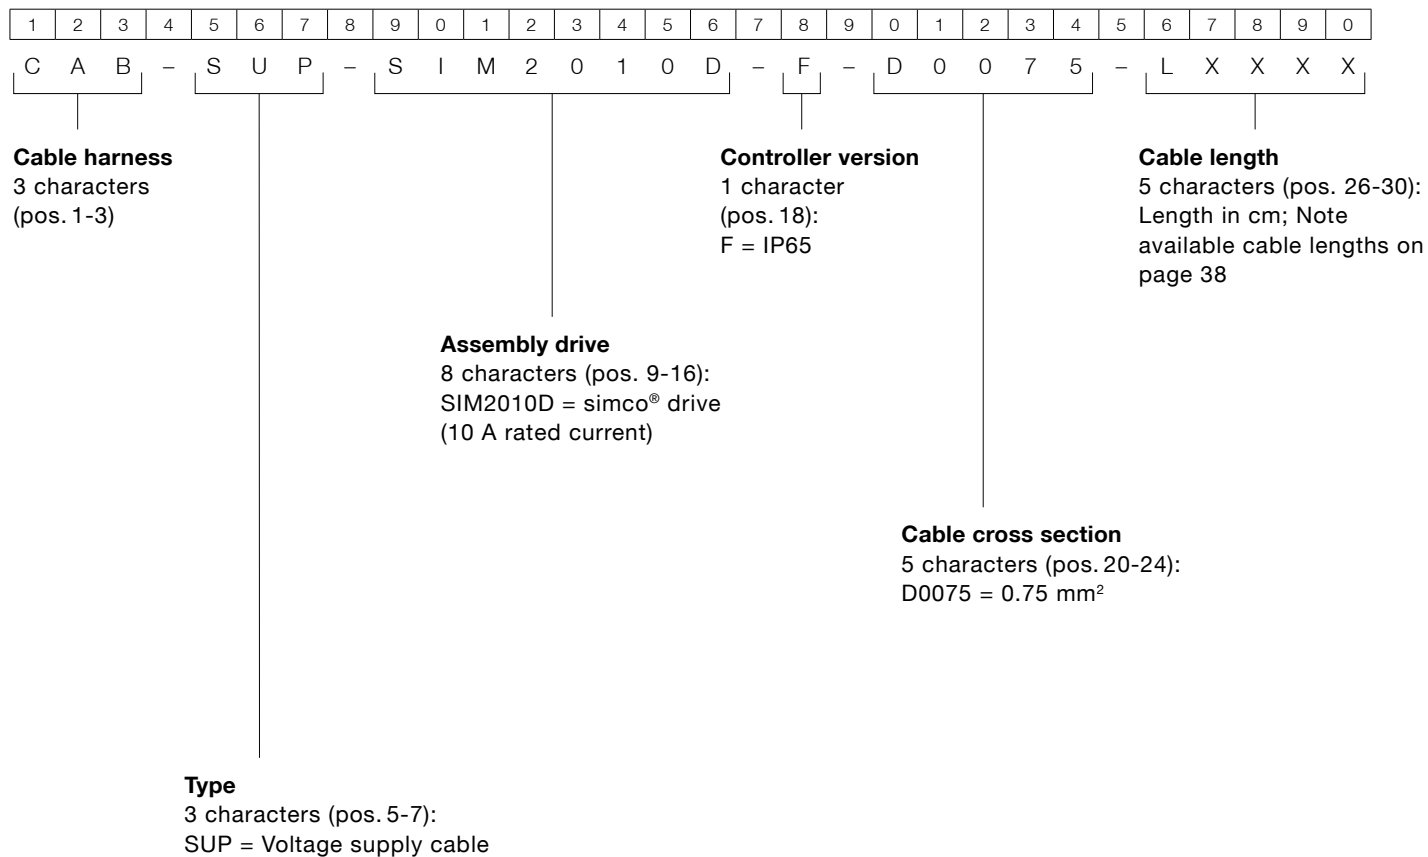 1 2 3 4 5 6 7 8 9 0 1 2 3 4 5 6 7 8 9 0 1 2 3 4 5 6 7 8 9 0
C A B – S U P – S I M 2 0 1 0 D – F – D 0 0 7 5 – L X X X X
Cable harness
3 characters
(pos. 1-3)
Controller version
1 character
(pos. 18):
F = IP65
Cable length
5 characters (pos. 26-30):
Length in cm; Note
available cable lengths on
page 38
Assembly drive
8 characters (pos. 9-16):
SIM2010D = simco® drive
(10 A rated current)
Cable cross section
5 characters (pos. 20-24):
D0075 = 0.75 mm²
Type
3 characters (pos. 5-7):
SUP = Voltage supply cable